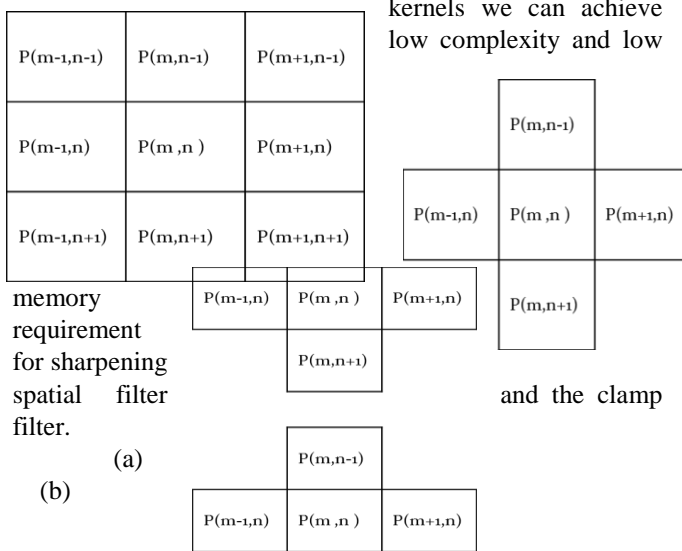 kernels we can achieve
low complexity and low
P(m-1,n-1) P(m,n-1) P(m+1,n-1)
P(m-1,n) P(m ,n ) P(m+1,n)
P(m-1,n+1) P(m,n+1) P(m+1,n+1)
P(m,n-1)
P(m-1,n) P(m ,n ) P(m+1,n)
P(m,n+1)
memory
requirement
for sharpening
spatial filter
filter.
P(m-1,n) P(m ,n ) P(m+1,n)
P(m,n+1)
and the clamp
(a)
(b)
P(m,n-1)
P(m-1,n) P(m ,n ) P(m+1,n)